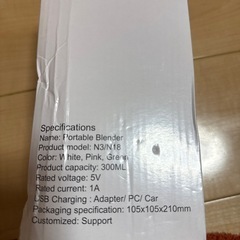 Specifications
Name: Portable Blender
Product model: N3/N18
Color: White, Pink, Green
Product capacity: 300ML
Rated voltage: 5V
Rated current: 1A
USB Charging : Adapter/ PC/ Car
Packaging specification: 105x105x210mm
Customized: Support